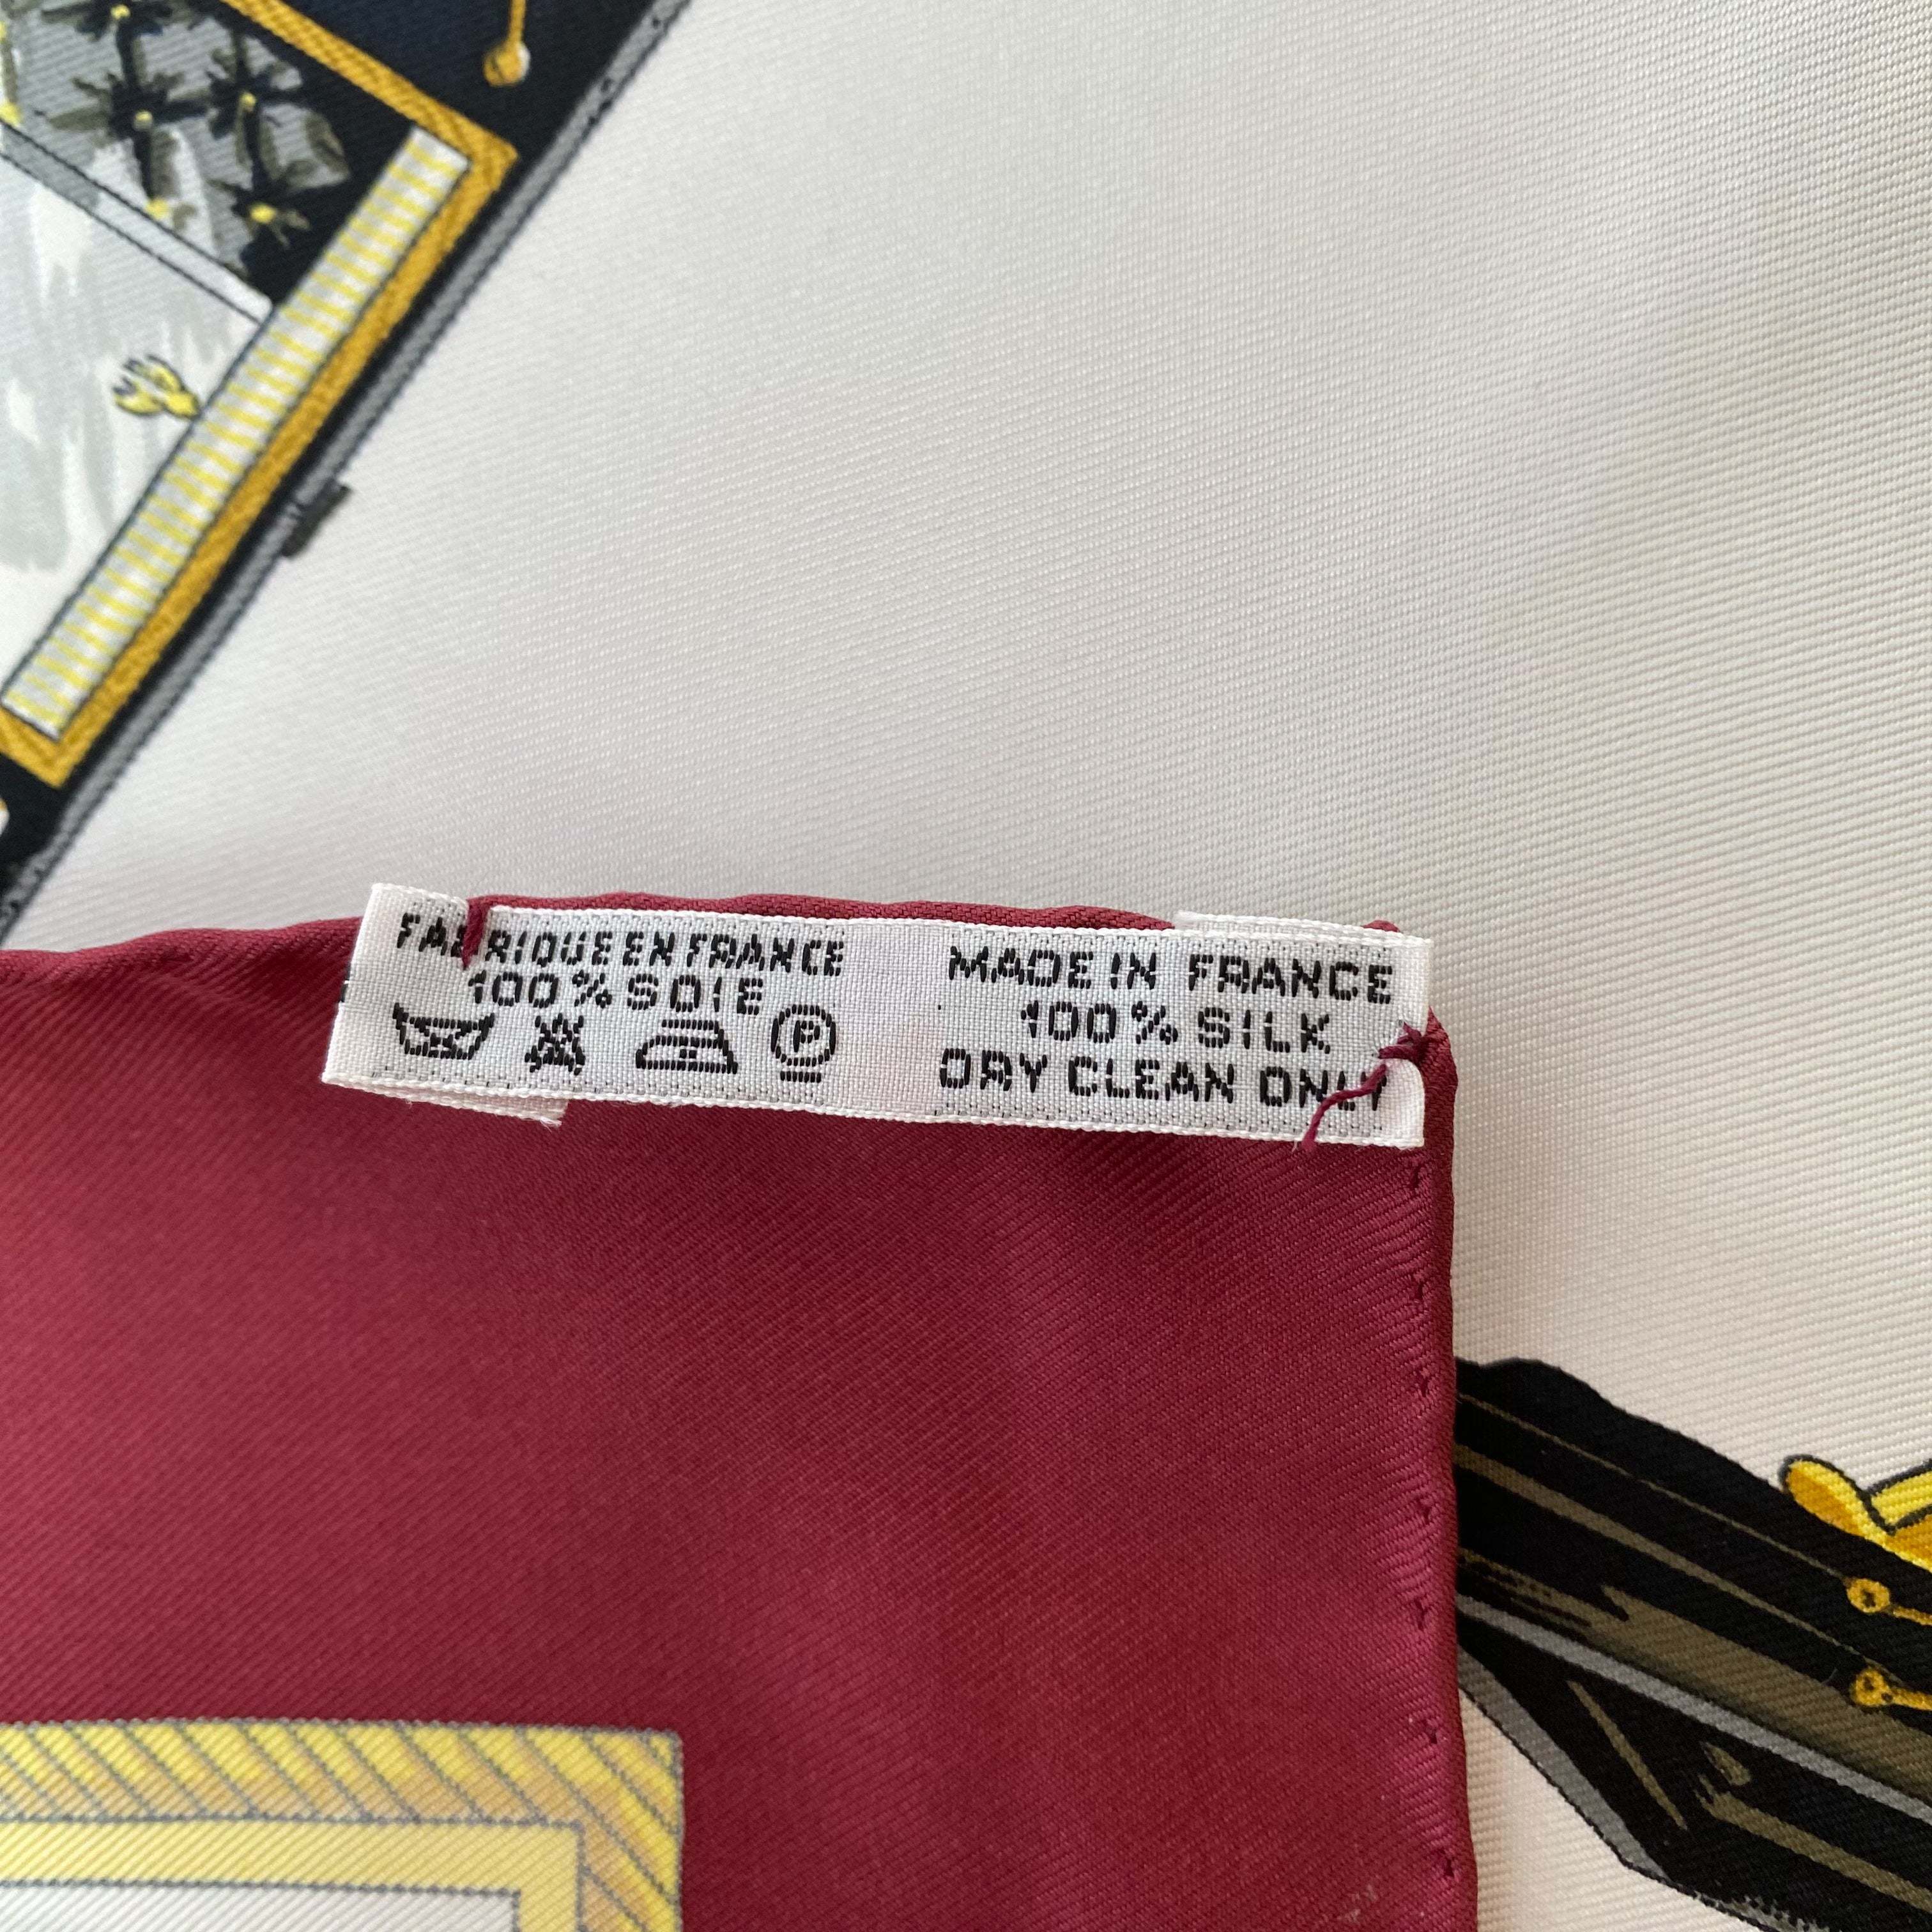 FABRIQUE EN FRANCE
100% SOIE
P
MADE IN FRANCE
100% SILK
DRY CLEAN ONLY